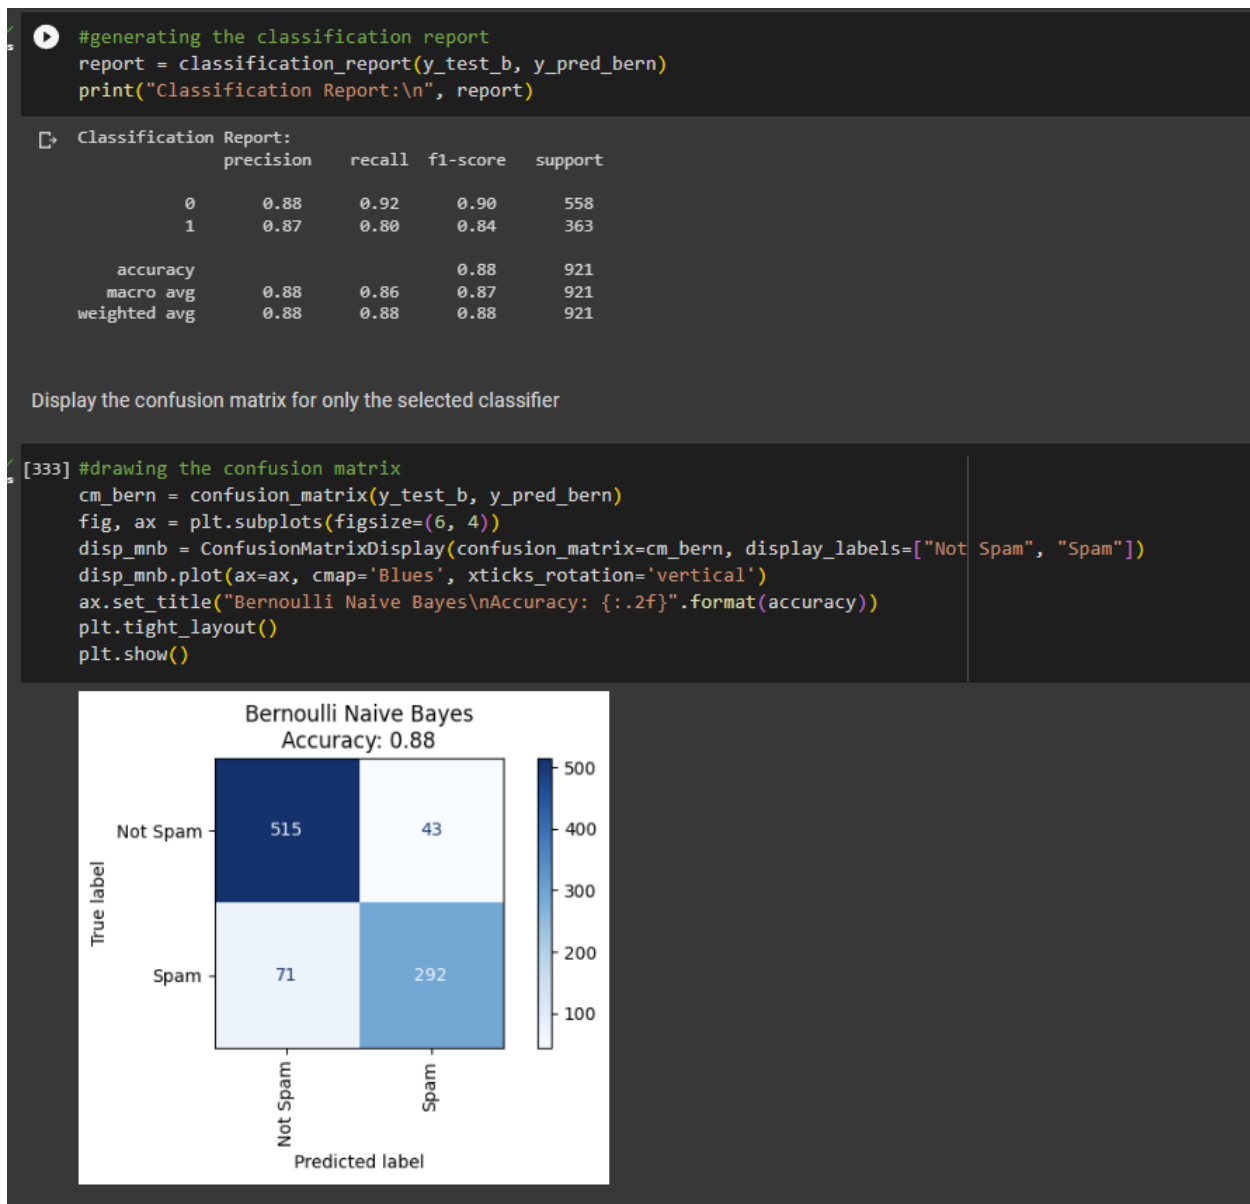 #generating the classification report
report = classification_report(y_test_b, y_pred_bern)
print("Classification Report:\n", report)
Classification Report:
precision recall f1-score support
0 0.88 0.92 0.90 558
1 0.87 0.80 0.84 363
accuracy 0.88 921
macro avg 0.88 0.86 0.87 921
weighted avg 0.88 0.88 0.88 921
Display the confusion matrix for only the selected classifier
[333] #drawing the confusion matrix
cm_bern = confusion_matrix(y_test_b, y_pred_bern)
fig, ax = plt.subplots(figsize=(6, 4))
disp_mnb = ConfusionMatrixDisplay(confusion_matrix=cm_bern, display_labels=["Not Spam", "Spam"])
disp_mnb.plot(ax=ax, cmap='Blues', xticks_rotation='vertical')
ax.set_title("Bernoulli Naive Bayes\nAccuracy: {:.2f}".format(accuracy))
plt.tight_layout()
plt.show()
Bernoulli Naive Bayes
Accuracy: 0.88
True label
Not Spam 515 43
Spam 71 292
500
400
300
200
100
Not Spam
Spam
Predicted label